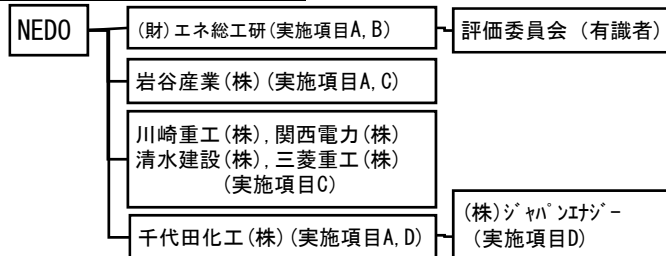 NEDO
(財)エネ総工研(実施項目A,B)
評価委員会 (有識者)
岩谷産業(株)(実施項目A,C)
川崎重工(株),関西電力(株)
清水建設(株),三菱重工(株)
(実施項目C)
千代田化工(株)(実施項目A,D)
(株)ｼﾞｬﾊﾟﾝｴﾅｼﾞｰ
(実施項目D)